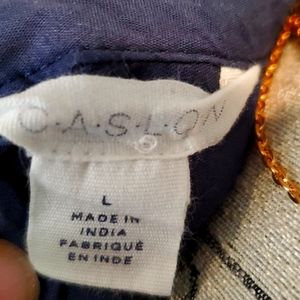 C·A·S·L·O·N
L
MADE IN
INDIA
FABRIQUÉ
EN INDE